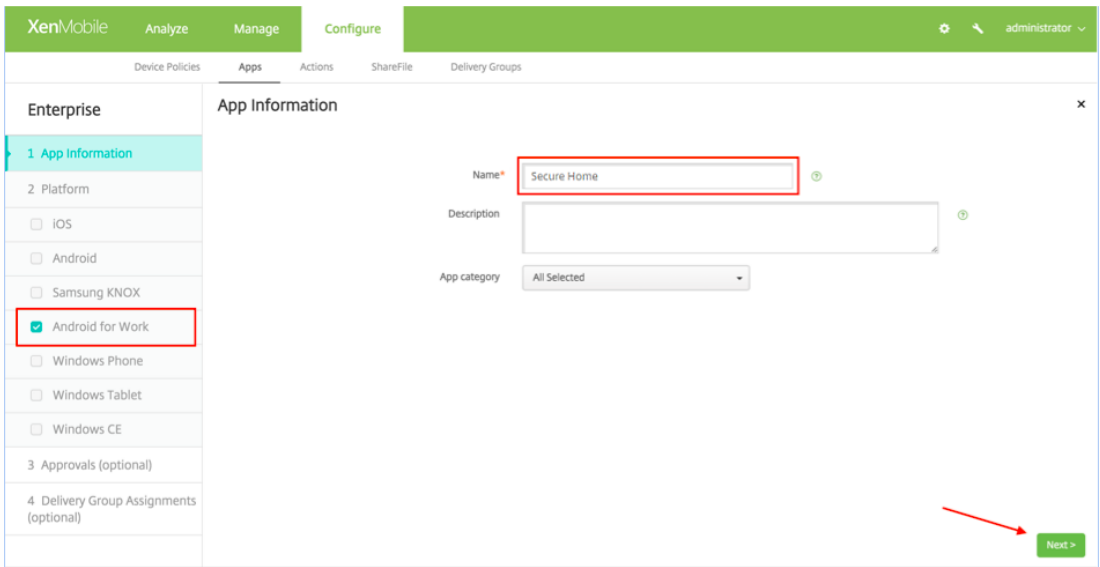 XenMobile Analyze Manage Configure administrator
Device Policies Apps Actions ShareFile Delivery Groups
Enterprise
1 App Information
2 Platform
iOS
Android
Samsung KNOX
Android for Work
Windows Phone
Windows Tablet
Windows CE
3 Approvals (optional)
4 Delivery Group Assignments
(optional)
App Information
Name* Secure Home
Description
App category All Selected
Next >